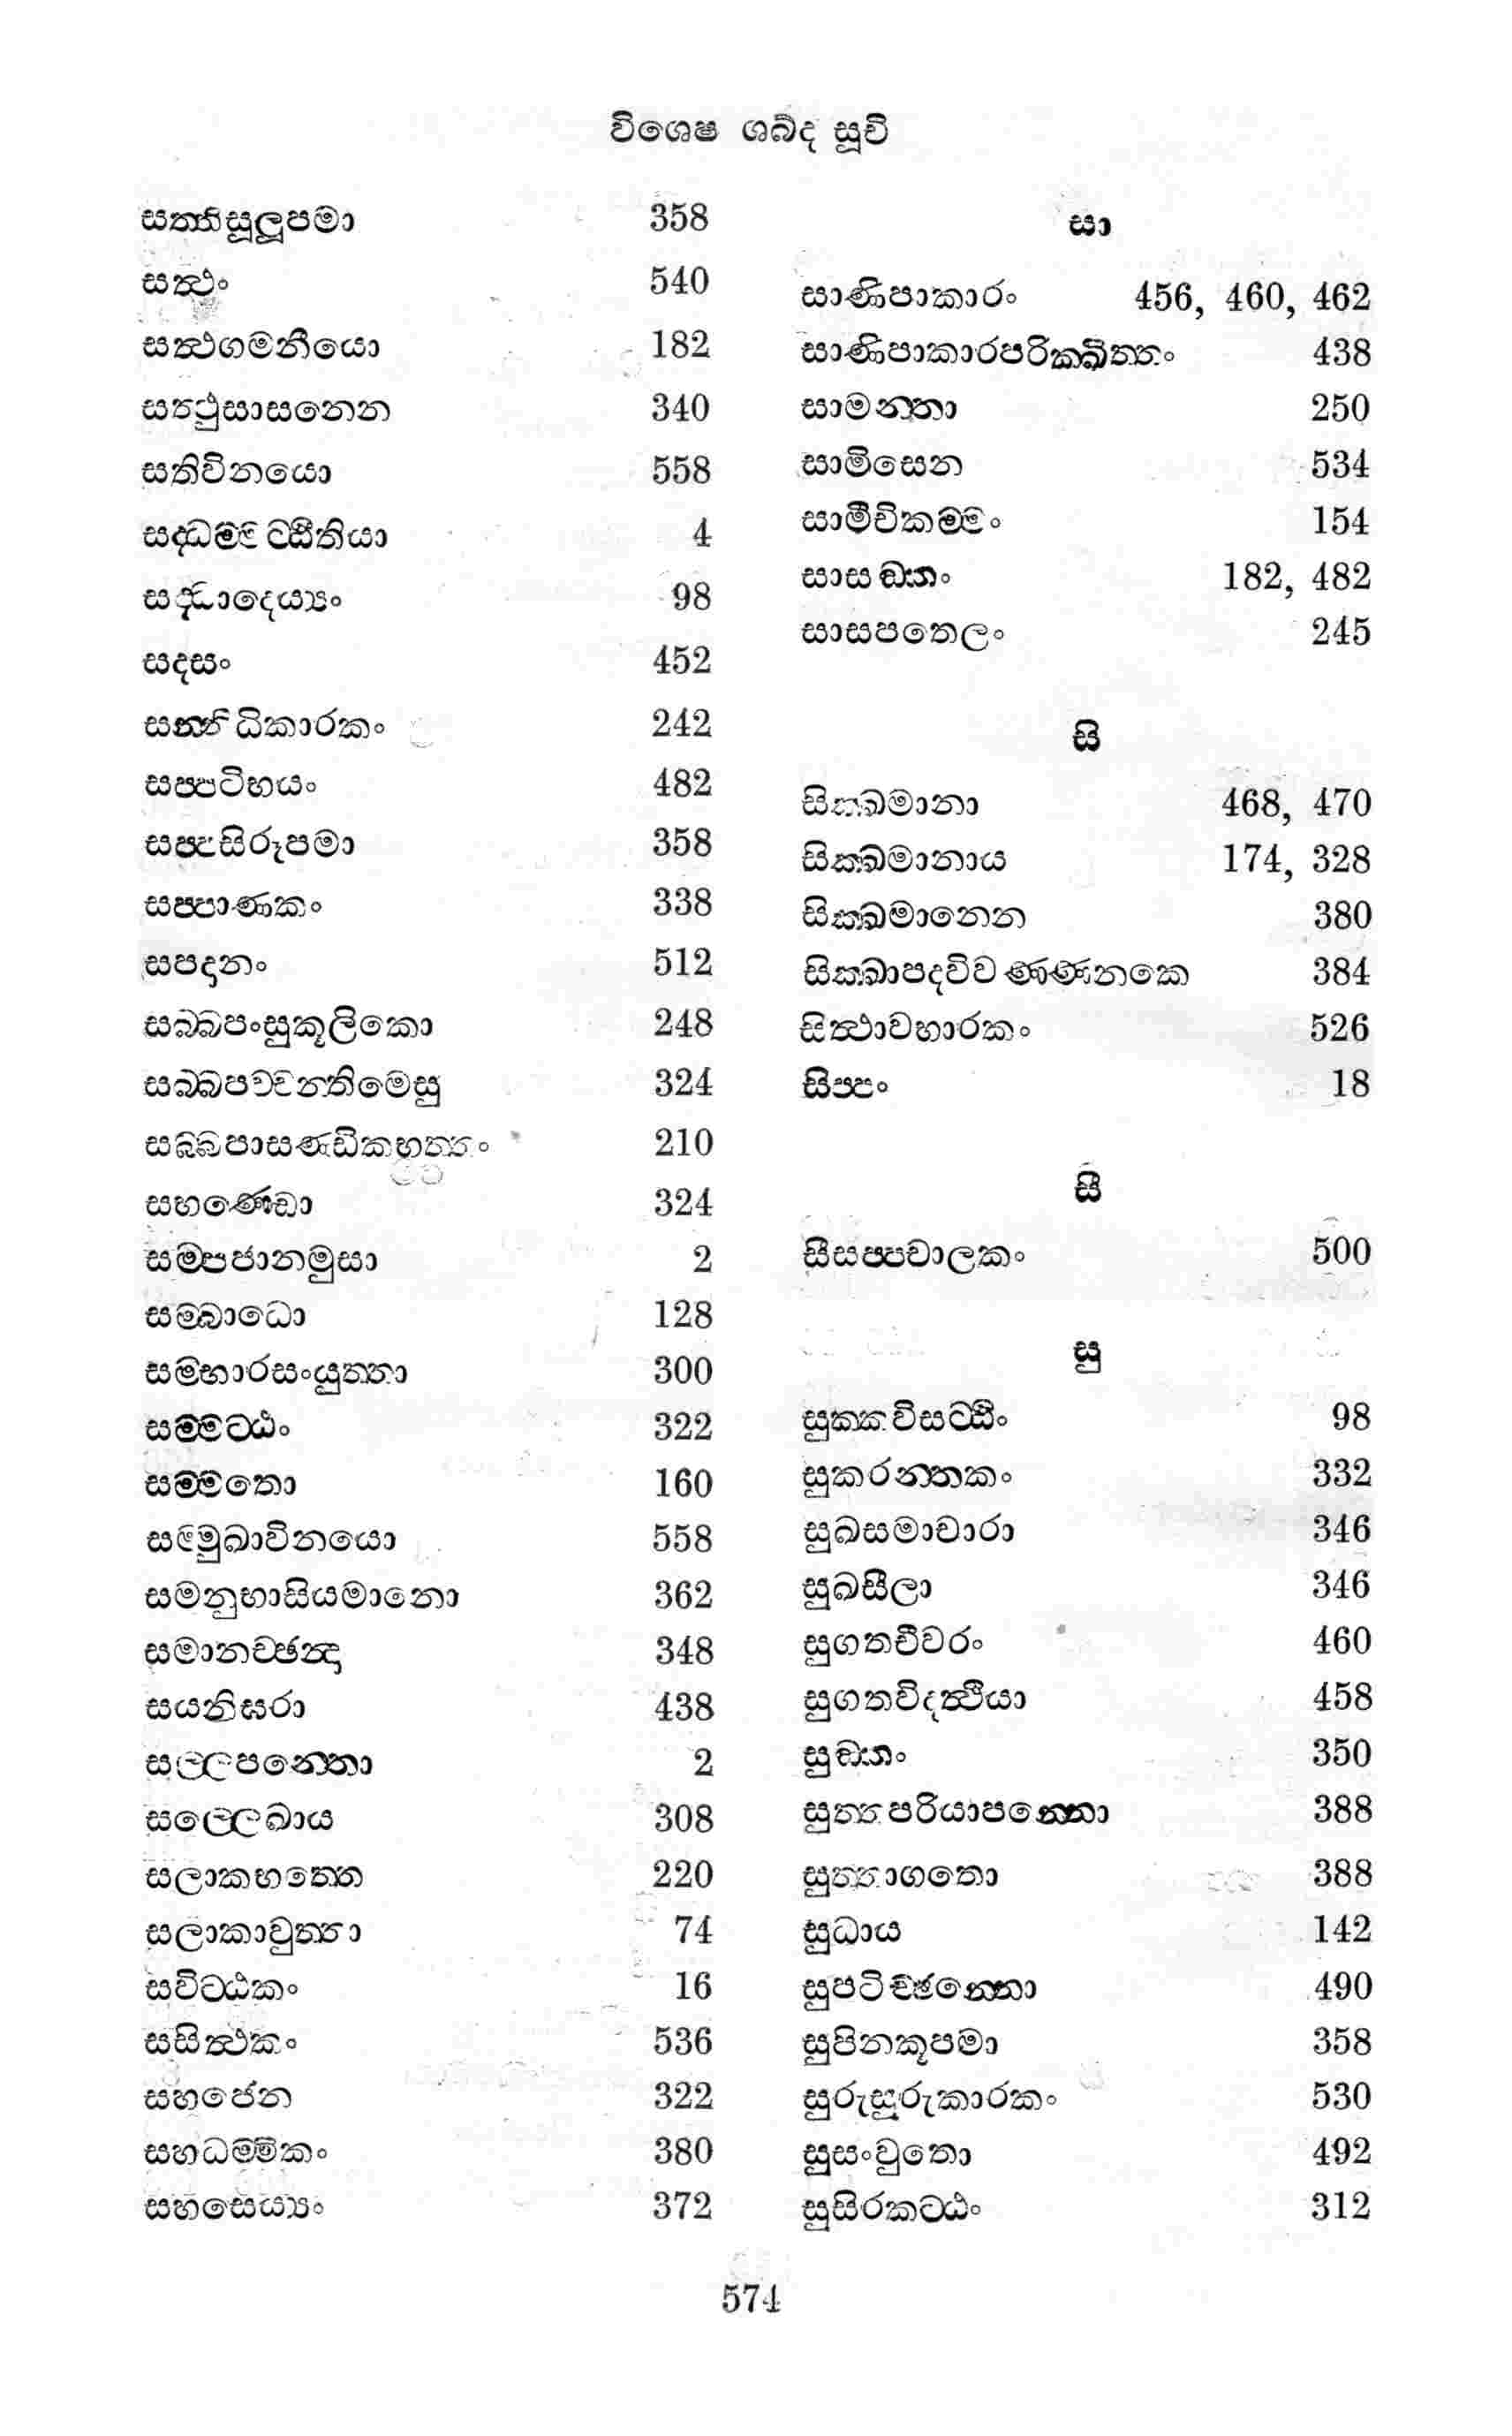 විශෙෂ ශබ්ද සූචි
සත්තිසූලූපමා 358
සත්ථං 540
සත්ථගමනීයො 182
සත්ථුසාසනෙන 340
සතිවිනයො 558
සද්ධම්මට්ඨීතියා 4
සද්ධාදෙය්‍යං 98
සදසං 452
සන්නිධිකාරකං 242
සප්පටිභයං 482
සප්පසිරූපමා 358
සප්පාණකං 338
සපදානං 512
සබ්බපංසුකූලිකො 248
සබ්බපච්ඡන්තිමෙසු 324
සබ්බපාසණ්ඩිකභත්තං 210
සභණ්ඩො 324
සම්පජානමුසා 2
සම්බාධො 128
සම්භාරසංයුත්තා 300
සම්මට්ඨං 322
සම්මතො 160
සම්මුඛාවිනයො 558
සමනුභාසියමානො 362
සමානච්ඡන්දා 348
සයනිඝරා 438
සල්ලපන්තො 2
සල්ලෙඛාය 308
සලාකභත්තෙ 220
සලාකාවුත්තා 74
සවිට්ඨකං 16
සසිත්ථකං 536
සහජෙන 322
සහධම්මිකං 380
සහසෙය්‍යං 372
සා
සාණිපාකාරං 456, 460, 462
සාණිපාකාරපරික්ඛිත්තං 438
සාමන්තා 250
සාමිසෙන 534
සාමීචිකම්මං 154
සාසඞ්කං 182, 482
සාසපතෙලං 245
සි
සික්ඛමානා 468, 470
සික්ඛමානාය 174, 328
සික්ඛමානෙන 380
සික්ඛාපදවිවණ්ණනකෙ 384
සිත්ථාවහාරකං 526
සිප්පං 18
සී
සීසප්පචාලකං 500
සු
සුක්කවිසට්ඨිං 98
සුකරන්තකං 332
සුඛසමාචාරා 346
සුඛසීලා 346
සුගතචීවරං 460
සුගතවිදත්ථියා 458
සුඞ්කං 350
සුත්තපරියාපන්නො 388
සුත්තාගතො 388
සුධාය 142
සුපටිච්ඡන්නො 490
සුපිනකූපමා 358
සුරුසුරුකාරකං 530
සුසංවුතො 492
සුසිරකට්ඨං 312
574